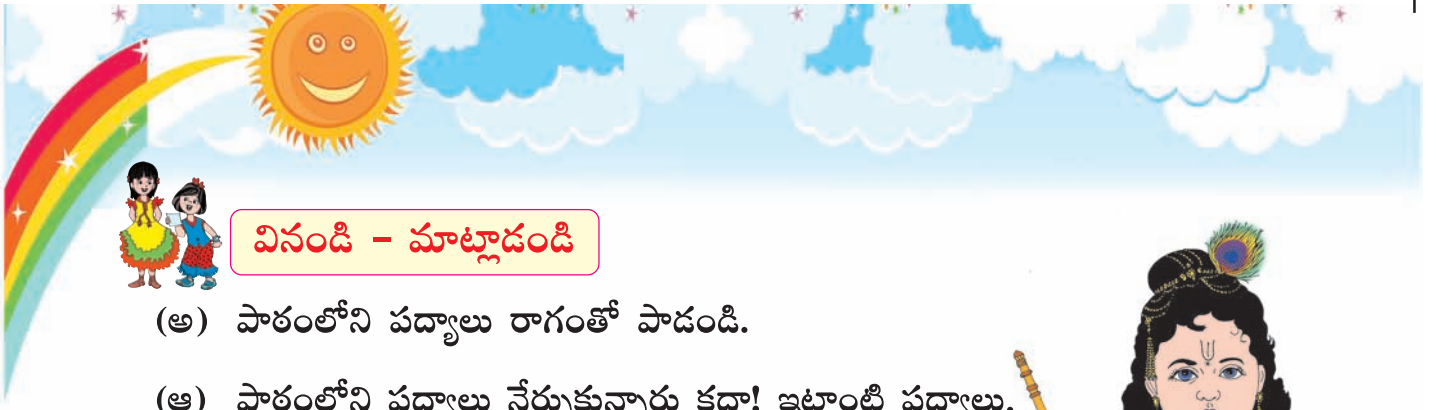 వినండి - మాట్లాడండి
(అ) పాఠంలోని పద్యాలు రాగంతో పాడండి.
(ఆ) పాఠంలోని పద్యాలు నేర్చుకున్నారు కదా! ఇటాంటి పద్యాలు,